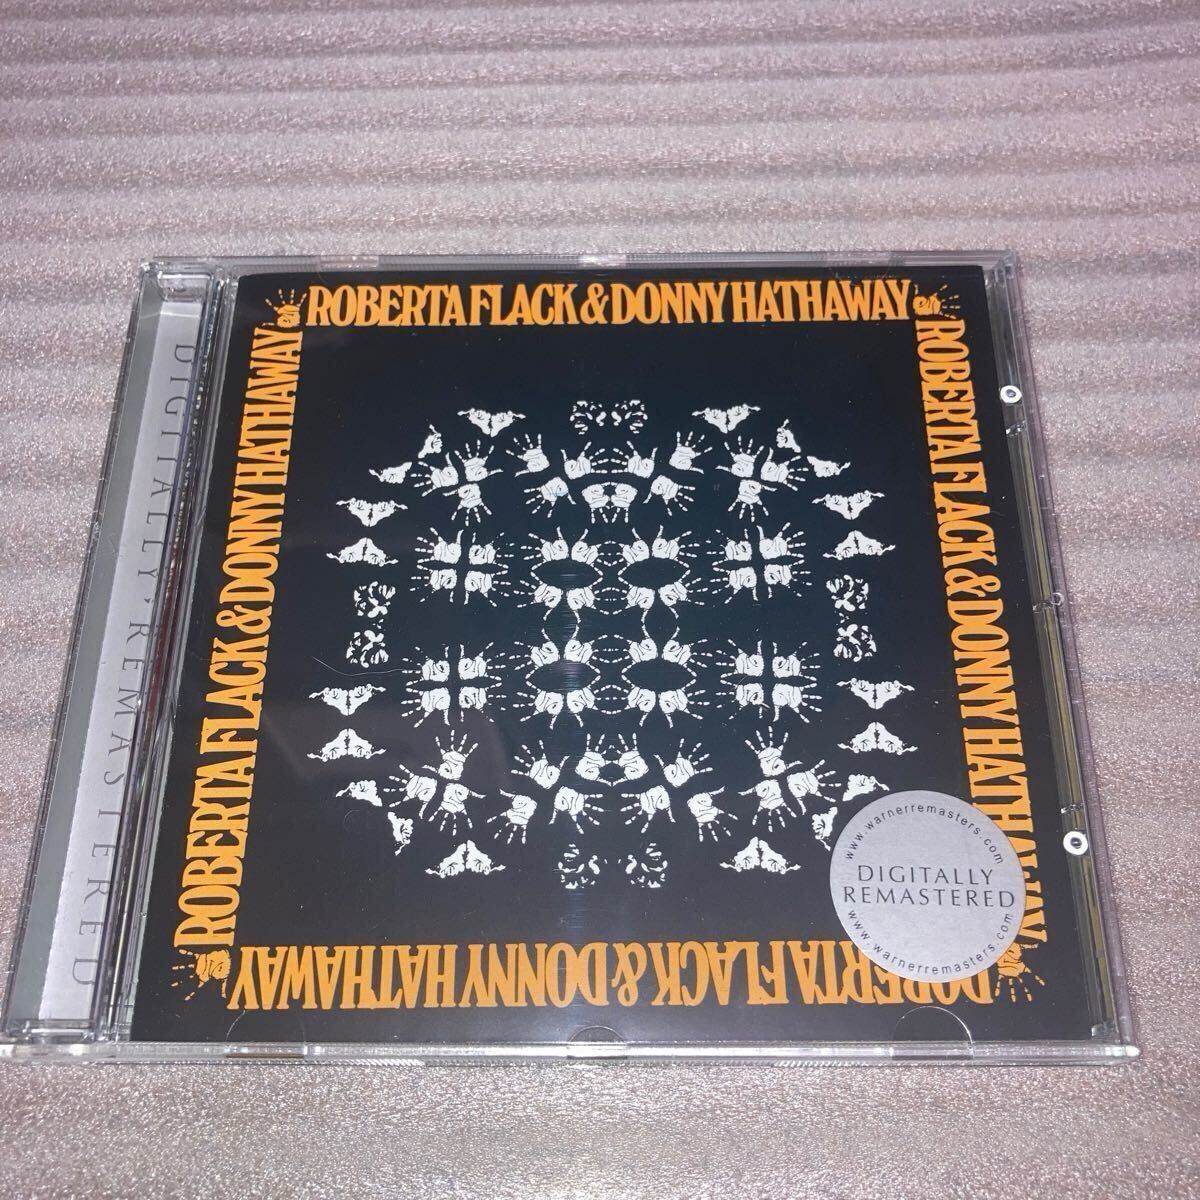 ROBERTA FLACK & DONNY HATHAWAY
ROBERTA FLACK & DONNY HATHAWAY
ROBERTA FLACK & DONNY HATHAWAY
ROBERTA FLACK & DONNY HATHAWAY
DIGITALLY·REMASTERED
www.warnerremasters.com
DIGITALLY
REMASTERED
www.warnerremasters.com